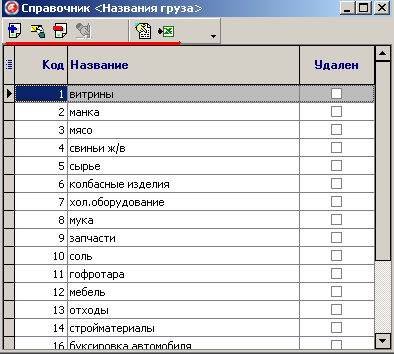 Справочник <Названия груза>
Код Название Удален
1 витрины
2 манка
3 мясо
4 свиньи ж/в
5 сырье
6 колбасные изделия
7 хол.оборудование
8 мука
9 запчасти
10 соль
11 гофротара
12 мебель
13 отходы
14 стройматериалы
16 буксировка автомобиля